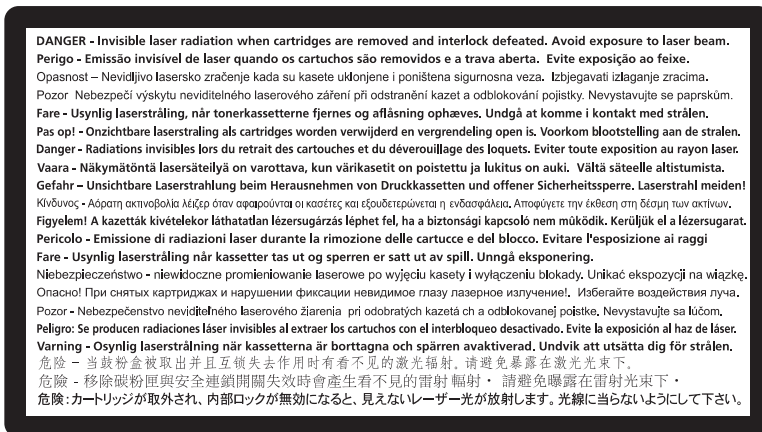 DANGER - Invisible laser radiation when cartridges are removed and interlock defeated. Avoid exposure to laser beam.
Perigo - Emissão invisível de laser quando os cartuchos são removidos e a trava aberta. Evite exposição ao feixe.
Opasnost – Nevidljivo lasersko zračenje kada su kasete uklonjene i poništena sigurnosna veza. Izbjegavati izlaganje zracima.
Pozor Nebezpečí výskytu neviditelného laserového záření při odstranění kazet a odblokování pojistky. Nevystavujte se paprskům.
Fare - Usynlig laserstråling, når tonerkassetterne fjernes og aflåsning ophæves. Undgå at komme i kontakt med strålen.
Pas op! - Onzichtbare laserstraling als cartridges worden verwijderd en vergrendeling open is. Voorkom blootstelling aan de stralen.
Danger - Radiations invisibles lors du retrait des cartouches et du déverouillage des loquets. Eviter toute exposition au rayon laser.
Vaara - Näkymätöntä lasersäteilyä on varottava, kun värikasetit on poistettu ja lukitus on auki. Vältä säteelle altistumista.
Gefahr – Unsichtbare Laserstrahlung beim Herausnehmen von Druckkassetten und offener Sicherheitssperre. Laserstrahl meiden!
Κίνδυνος - Αόρατη ακτινοβολία λέιζερ όταν αφαιρούνται οι κασέτες και εξουδετερώνεται η ενδασφάλεια. Αποφύγετε την έκθεση στη δέσμη των ακτίνων.
Figyelem! A kazetták kivételekor láthatatlan lézersugárzás léphet fel, ha a biztonsági kapcsoló nem mûködik. Kerüljük el a lézersugarat.
Pericolo - Emissione di radiazioni laser durante la rimozione delle cartucce e del blocco. Evitare l'esposizione ai raggi
Fare - Usynlig laserstråling når kassetter tas ut og sperren er satt ut av spill. Unngå eksponering.
Niebezpieczeństwo - niewidoczne promieniowanie laserowe po wyjęciu kasety i wyłączeniu blokady. Unikać ekspozycji na wiązkę.
Опасно! При снятых картриджах и нарушении фиксации невидимое глазу лазерное излучение!. Избегайте воздействия луча.
Pozor - Nebezpečenstvo neviditeľného laserového žiarenia pri odobratých kazetá ch a odblokovanej poistke. Nevystavujte sa lúčom.
Peligro: Se producen radiaciones láser invisibles al extraer los cartuchos con el interbloqueo desactivado. Evite la exposición al haz de láser.
Varning - Osynlig laserstrålning när kassetterna är borttagna och spärren avaktiverad. Undvik att utsätta dig för strålen.
危险 - 当鼓粉盒被取出并且互锁失去作用时有看不见的激光辐射。请避免暴露在激光光束下。
危險 - 移除碳粉匣與安全連鎖開關失效時會產生看不見的雷射 輻射・ 請避免曝露在雷射光束下・
危険：カートリッジが取外され、内部ロックが無効になると、見えないレーザー光が放射します。光線に当らないようにして下さい。